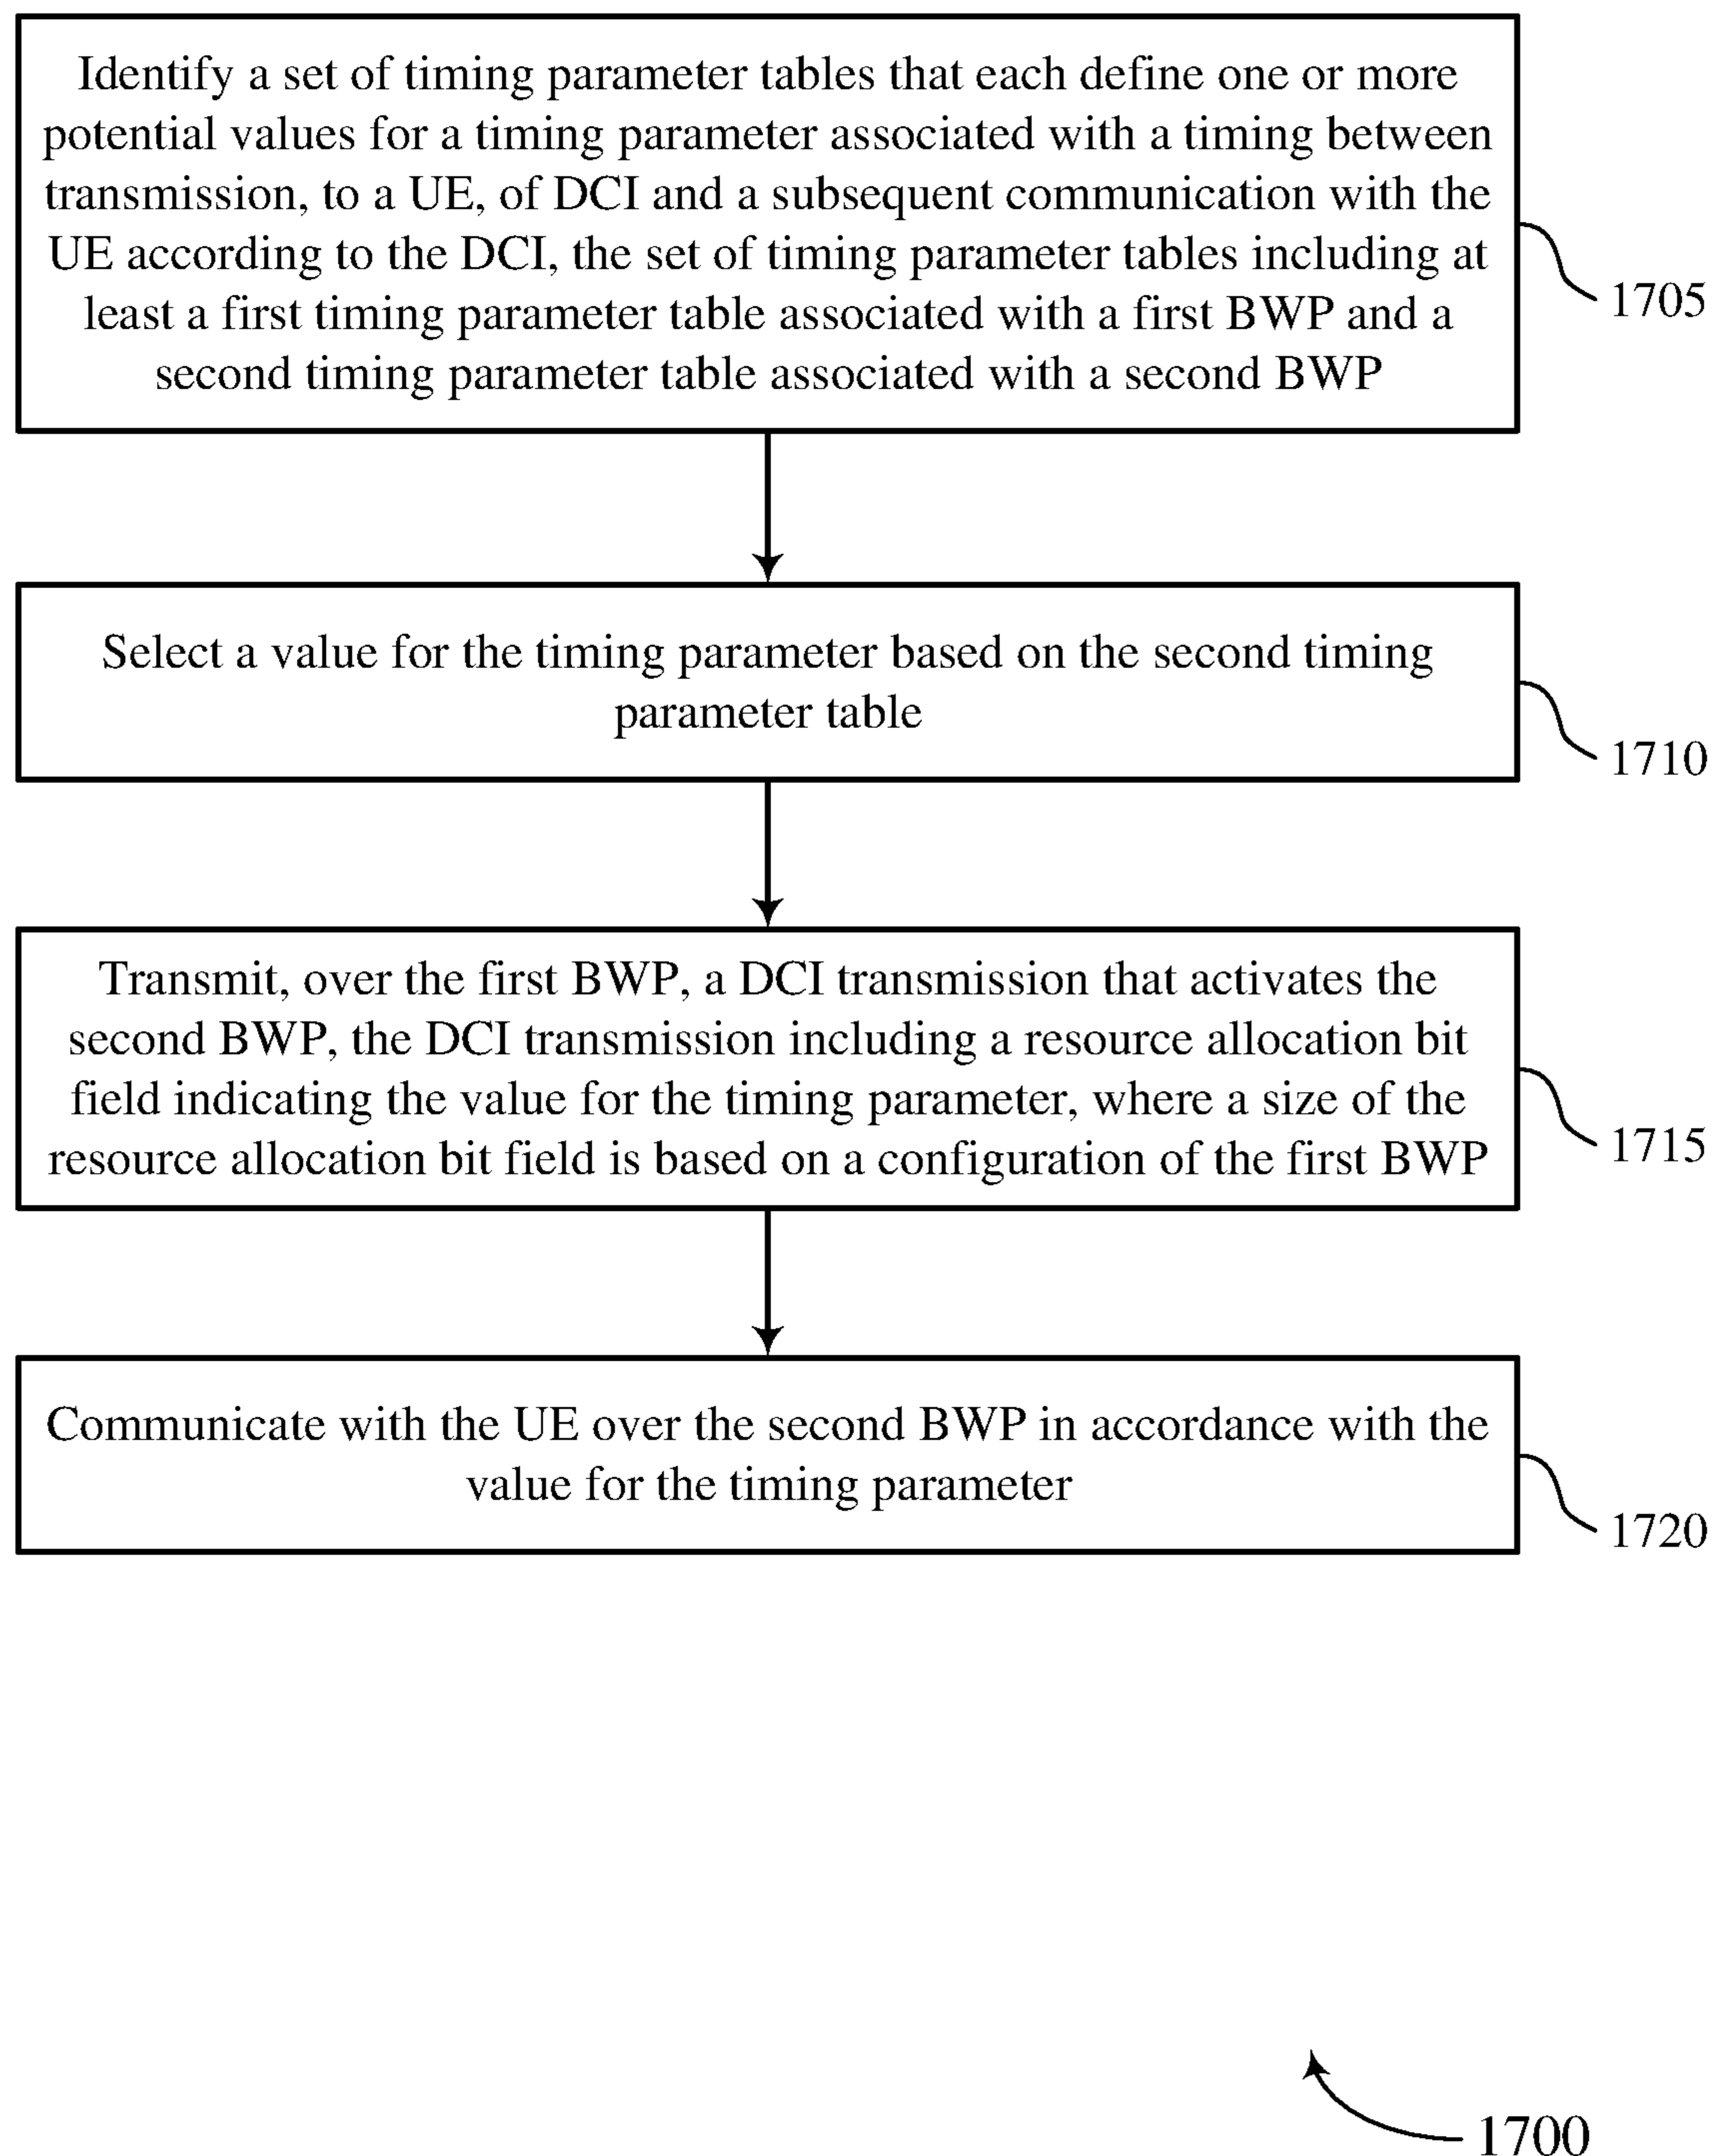 Identify a set of timing parameter tables that each define one or more
potential values for a timing parameter associated with a timing between
transmission, to a UE, of DCI and a subsequent communication with the
UE according to the DCI, the set of timing parameter tables including at
least a first timing parameter table associated with a first BWP and a
second timing parameter table associated with a second BWP
1705
Select a value for the timing parameter based on the second timing
parameter table
1710
Transmit, over the first BWP, a DCI transmission that activates the
second BWP, the DCI transmission including a resource allocation bit
field indicating the value for the timing parameter, where a size of the
resource allocation bit field is based on a configuration of the first BWP
1715
Communicate with the UE over the second BWP in accordance with the
value for the timing parameter
1720
1700